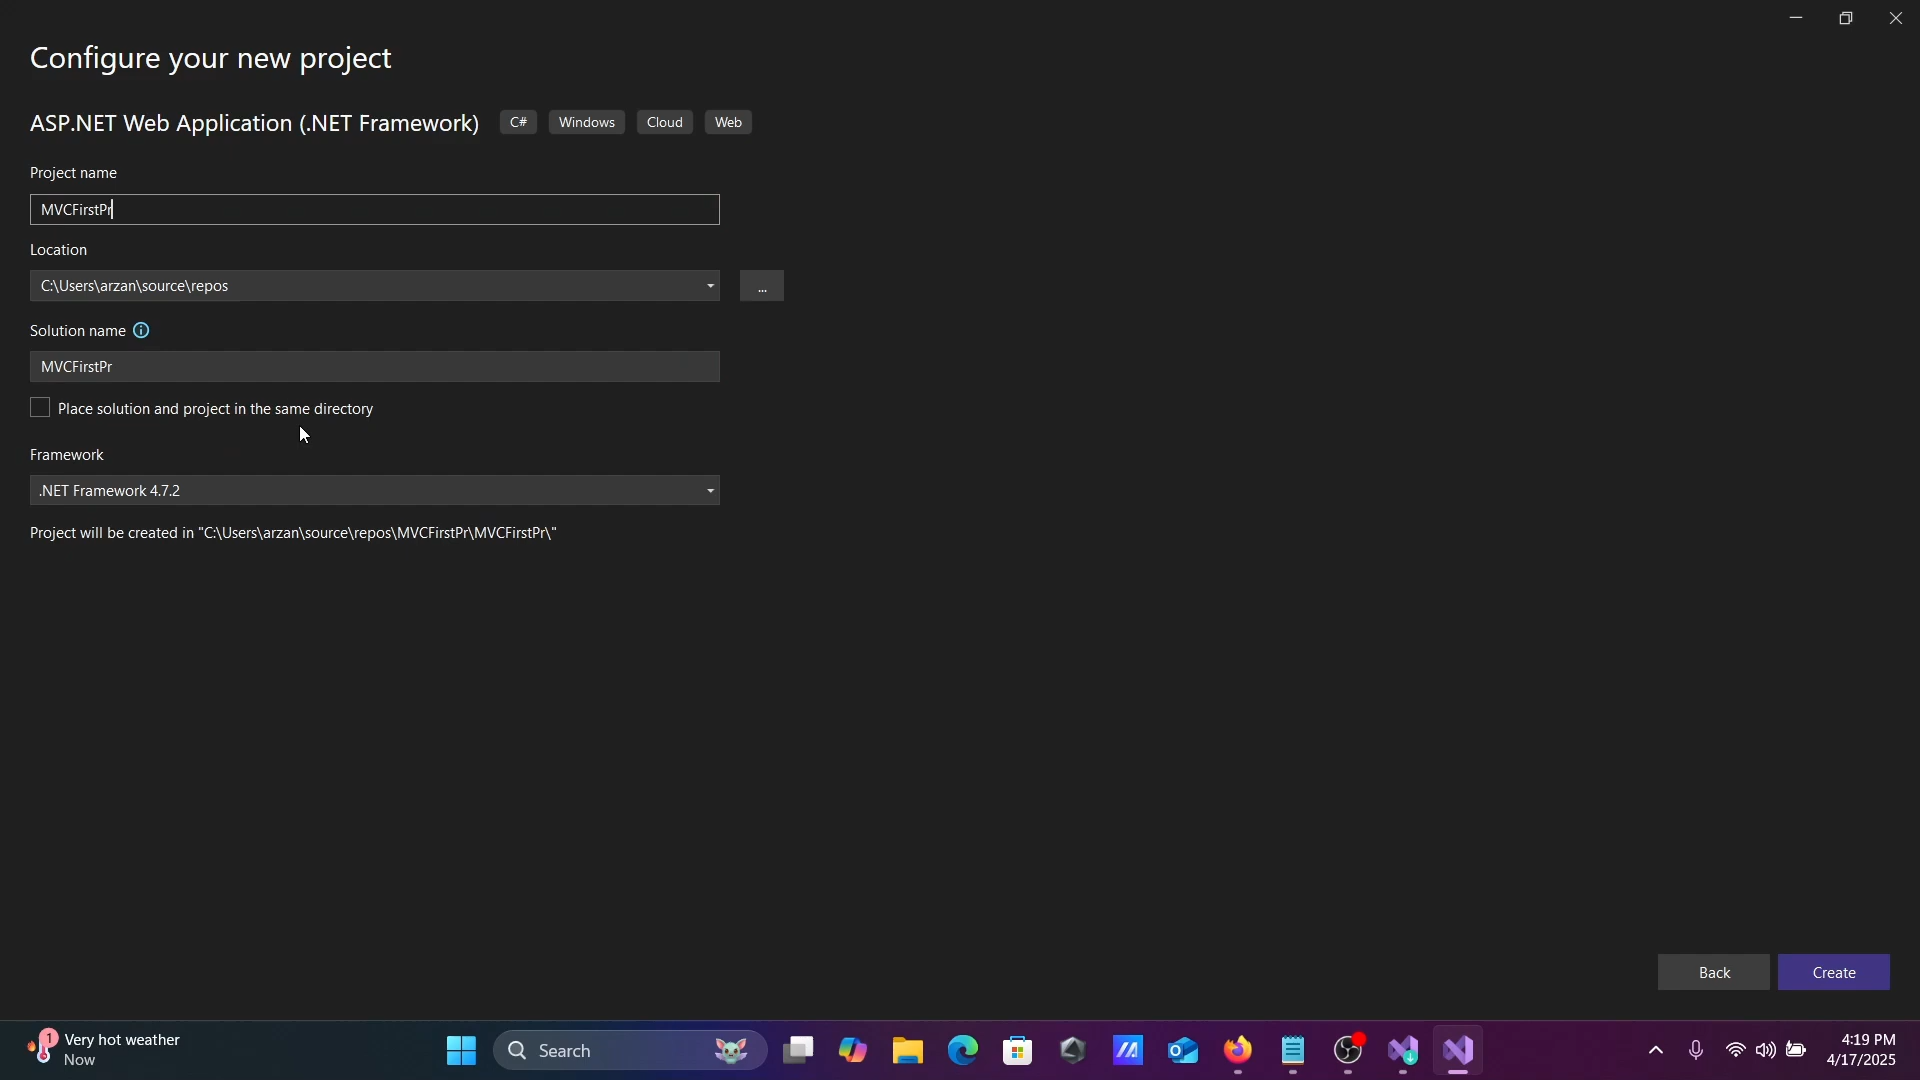 Configure your new project
ASP.NET Web Application (.NET Framework) C# Windows Cloud Web
Project name
MVCFirstPr
Location
C:\Users\arzan\source\repos
...
Solution name
MVCFirstPr
Place solution and project in the same directory
Framework
.NET Framework 4.7.2
Project will be created in "C:\Users\arzan\source\repos\MVCFirstPr\MVCFirstPr\"
Back Create
1
Very hot weather
Now
Search
4:19 PM
4/17/2025